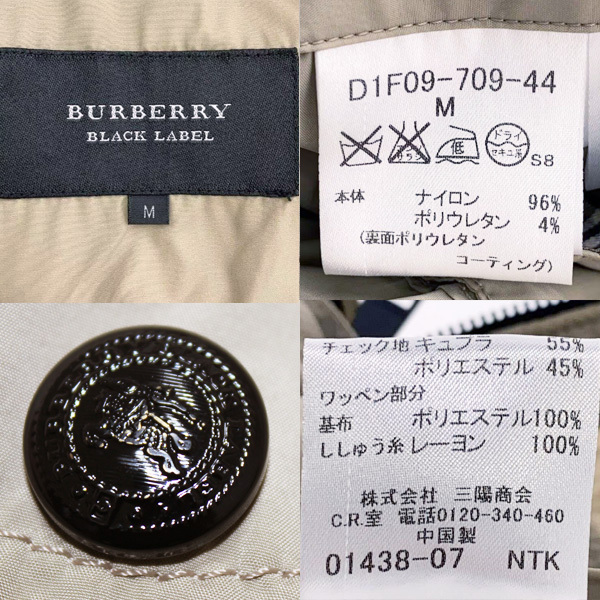 BURBERRY
BLACK LABEL
M
D1F09-709-44
M
低
ドライ
セキユ系
S8
本体 ナイロン 96%
ポリウレタン 4%
(裏面ポリウレタン
コーティング)
チェック地 キュプラ 55%
ポリエステル 45%
ワッペン部分
基布 ポリエステル100%
ししゅう糸 レーヨン 100%
株式会社 三陽商会
C.R.室 電話0120-340-460
中国製
01438-07 NTK